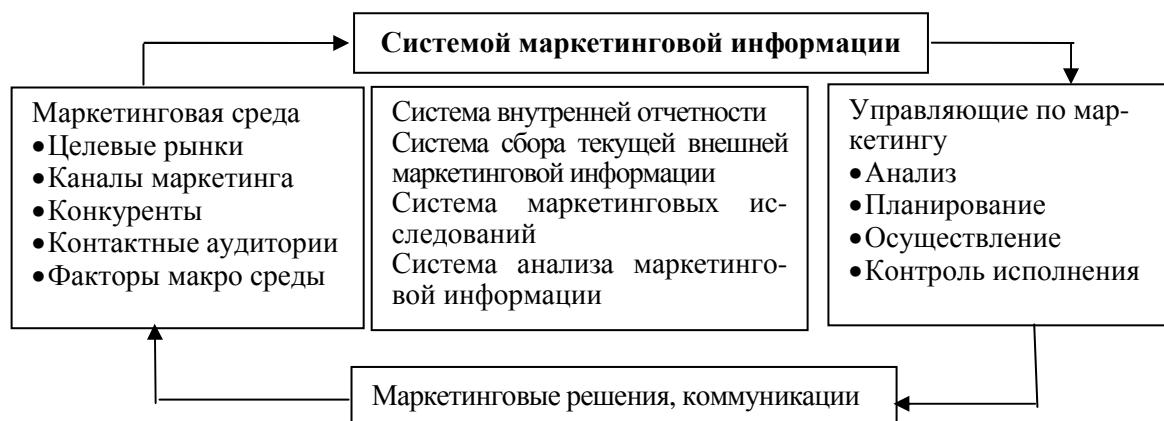 Системой маркетинговой информации
Маркетинговая среда
•Целевые рынки
•Каналы маркетинга
•Конкуренты
•Контактные аудитории
•Факторы макро среды
Система внутренней отчетности
Система сбора текущей внешней
маркетинговой информации
Система маркетинговых ис-
следований
Система анализа маркетинго-
вой информации
Управляющие по мар-
кетингу
•Анализ
•Планирование
•Осуществление
•Контроль исполнения
Маркетинговые решения, коммуникации